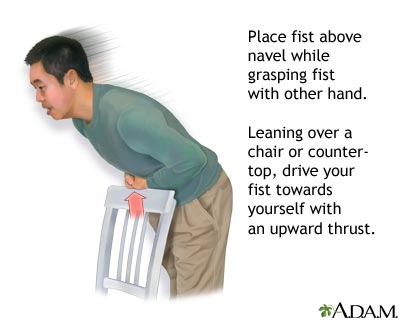 Place fist above
navel while
grasping fist
with other hand.
Leaning over a
chair or counter-
top, drive your
fist towards
yourself with
an upward thrust.
A.D.A.M.